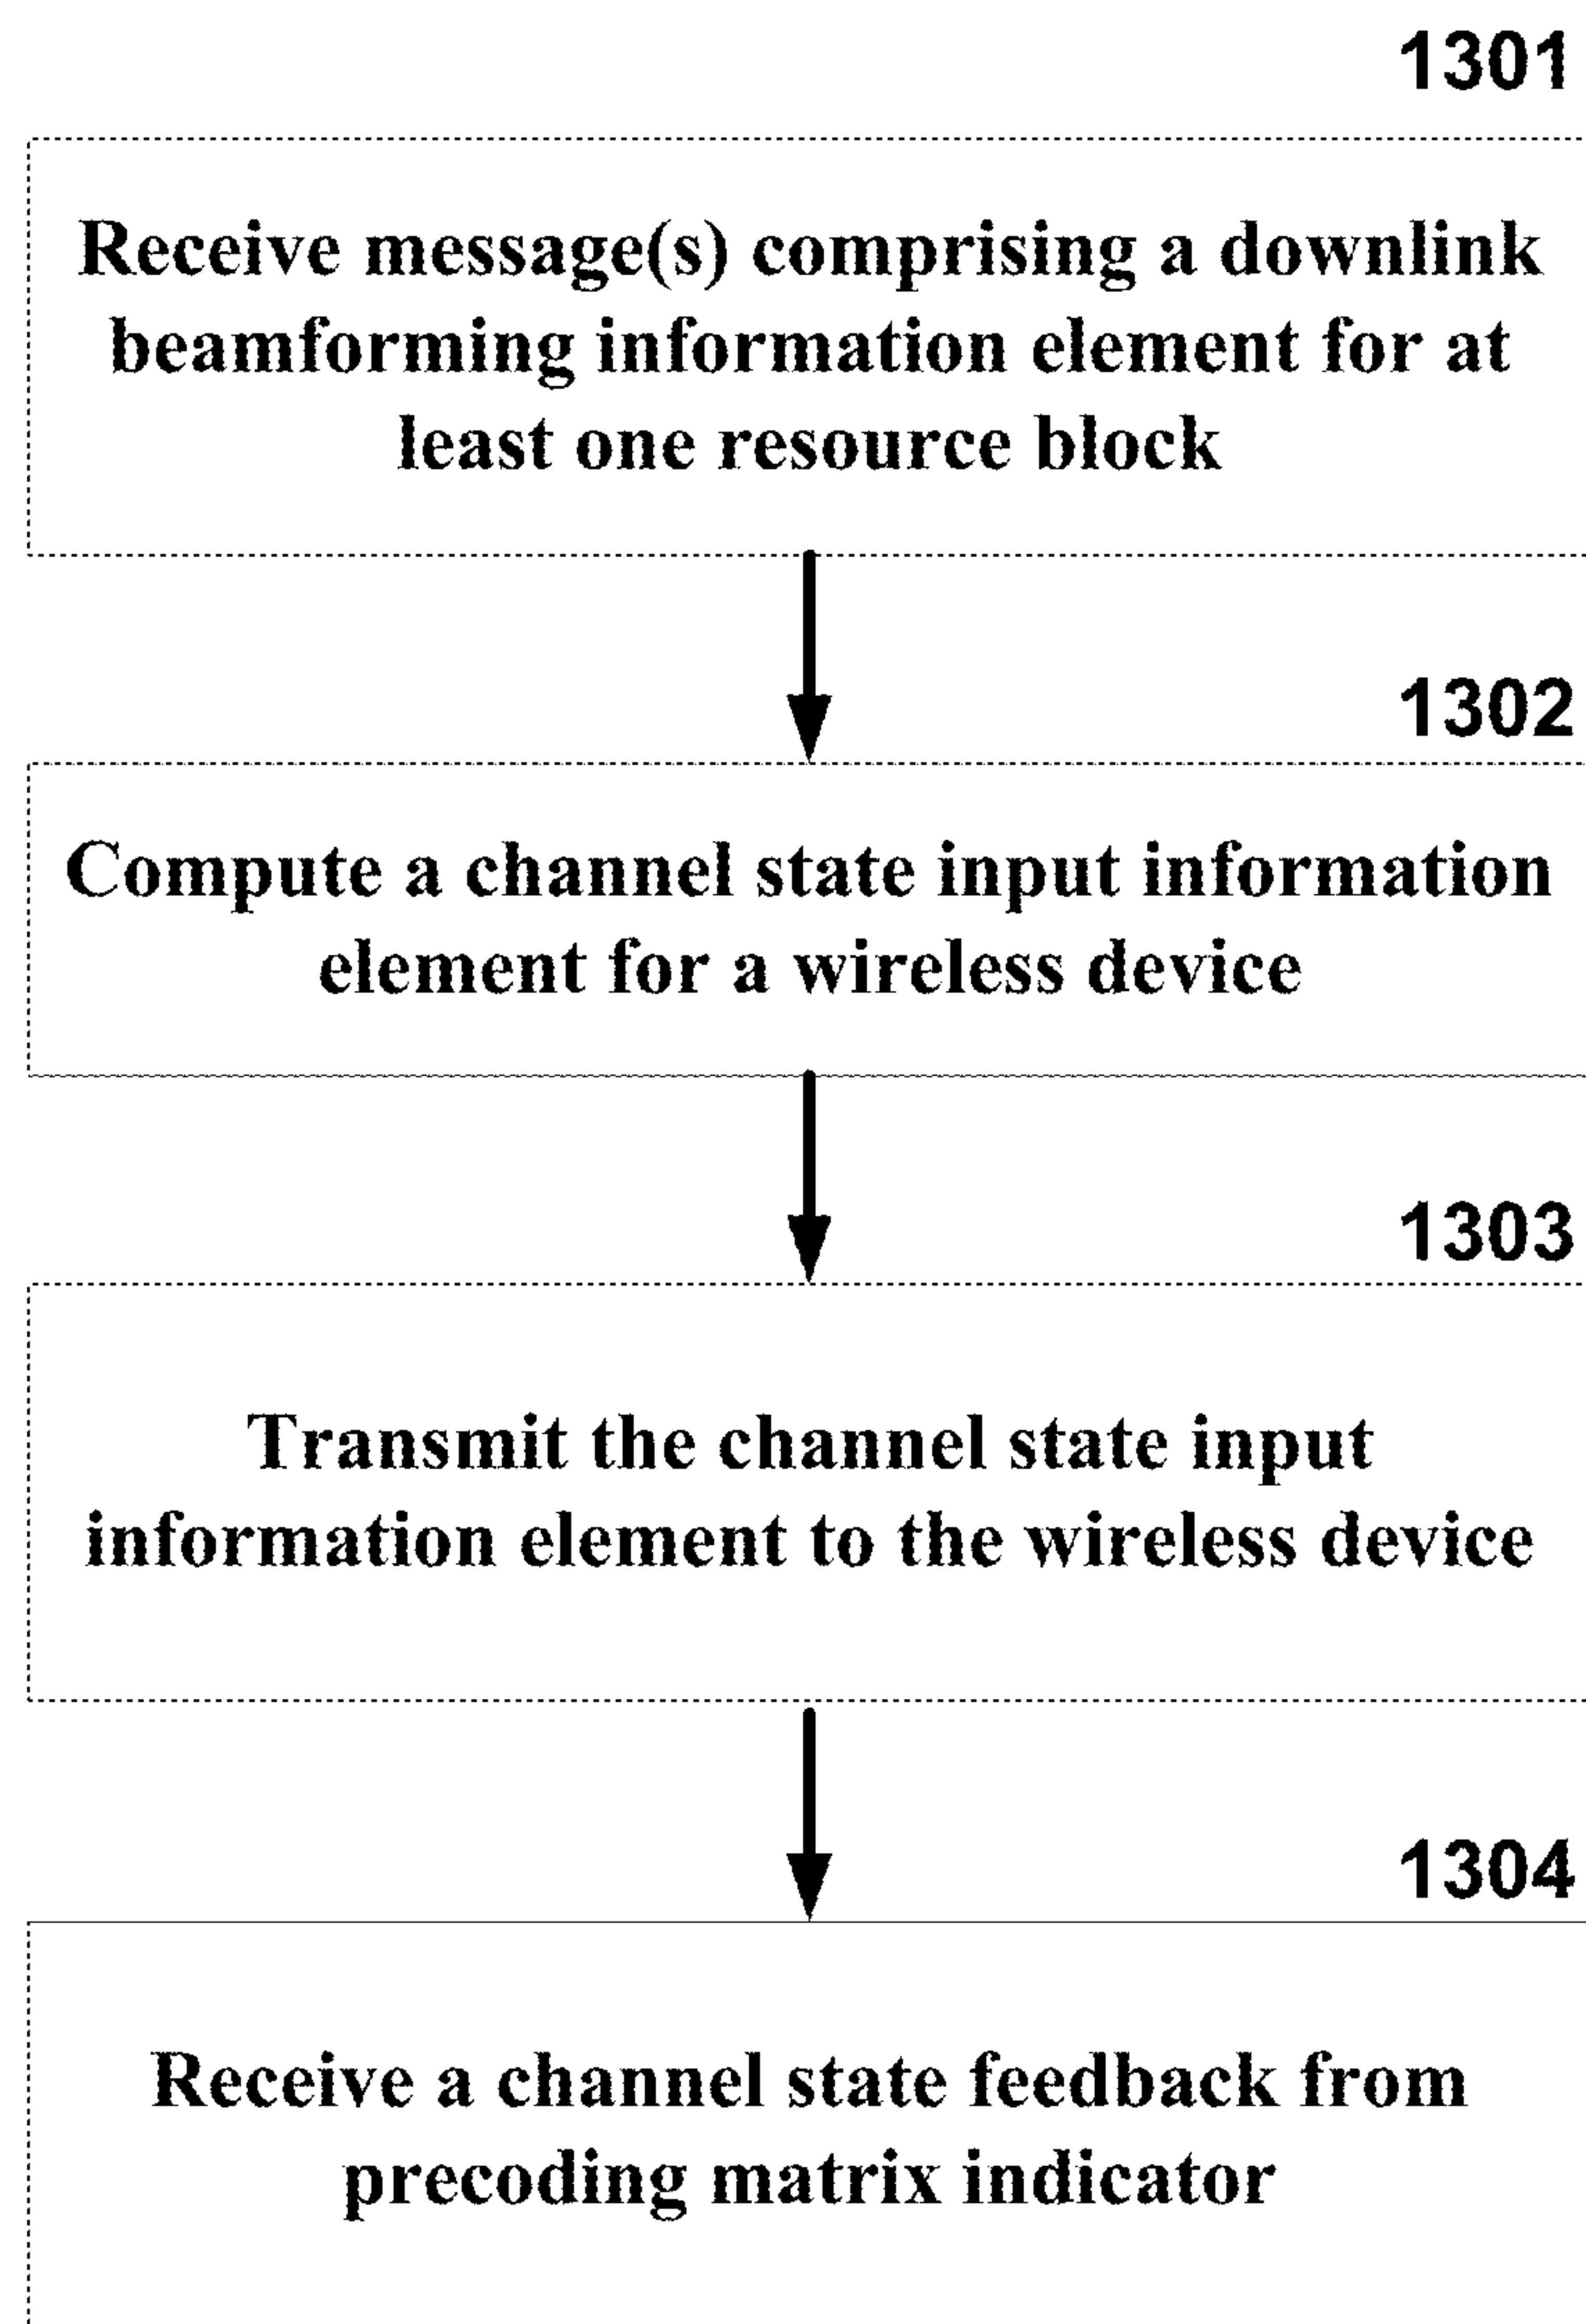 1301
Receive message(s) comprising a downlink
beamforming information element for at
least one resource block
1302
Compute a channel state input information
element for a wireless device
1303
Transmit the channel state input
information element to the wireless device
1304
Receive a channel state feedback from
precoding matrix indicator